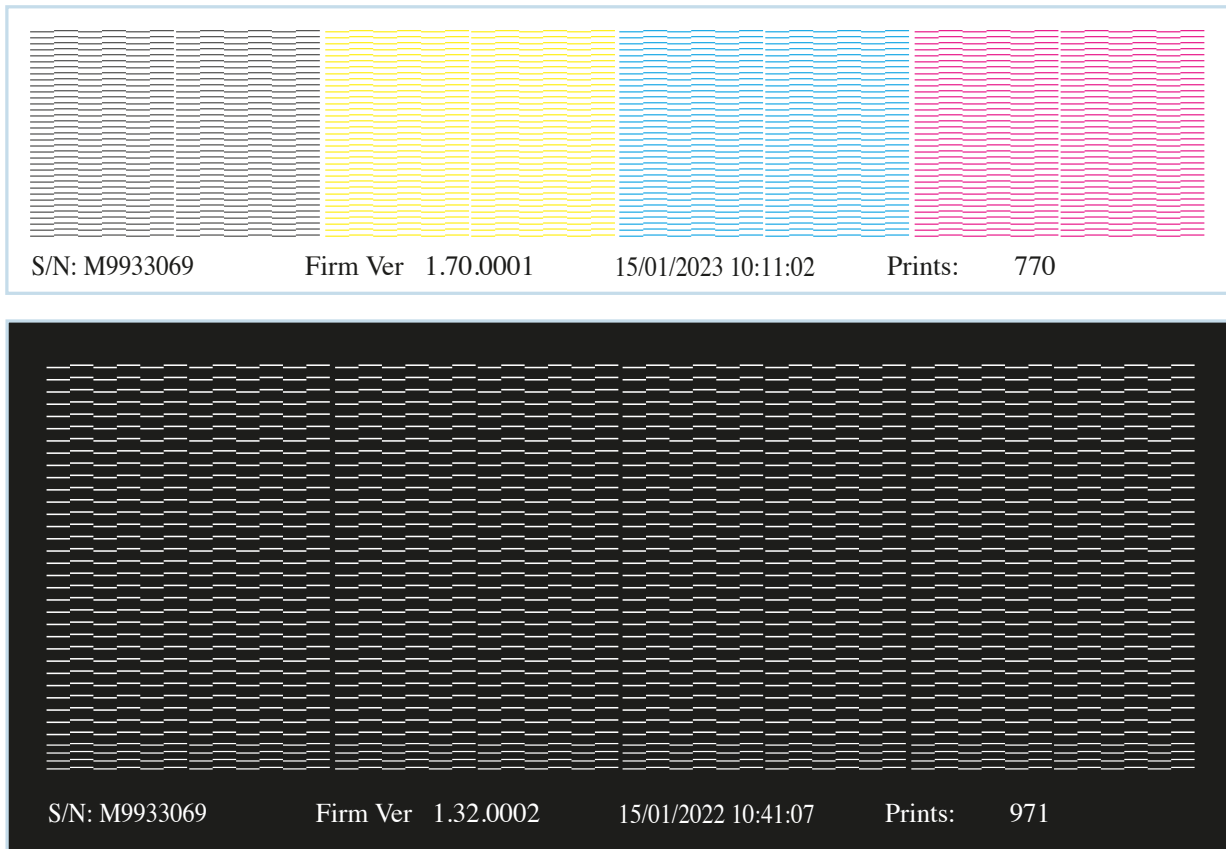 S/N: M9933069 Firm Ver 1.70.0001 15/01/2023 10:11:02 Prints: 770
S/N: M9933069 Firm Ver 1.32.0002 15/01/2022 10:41:07 Prints: 971